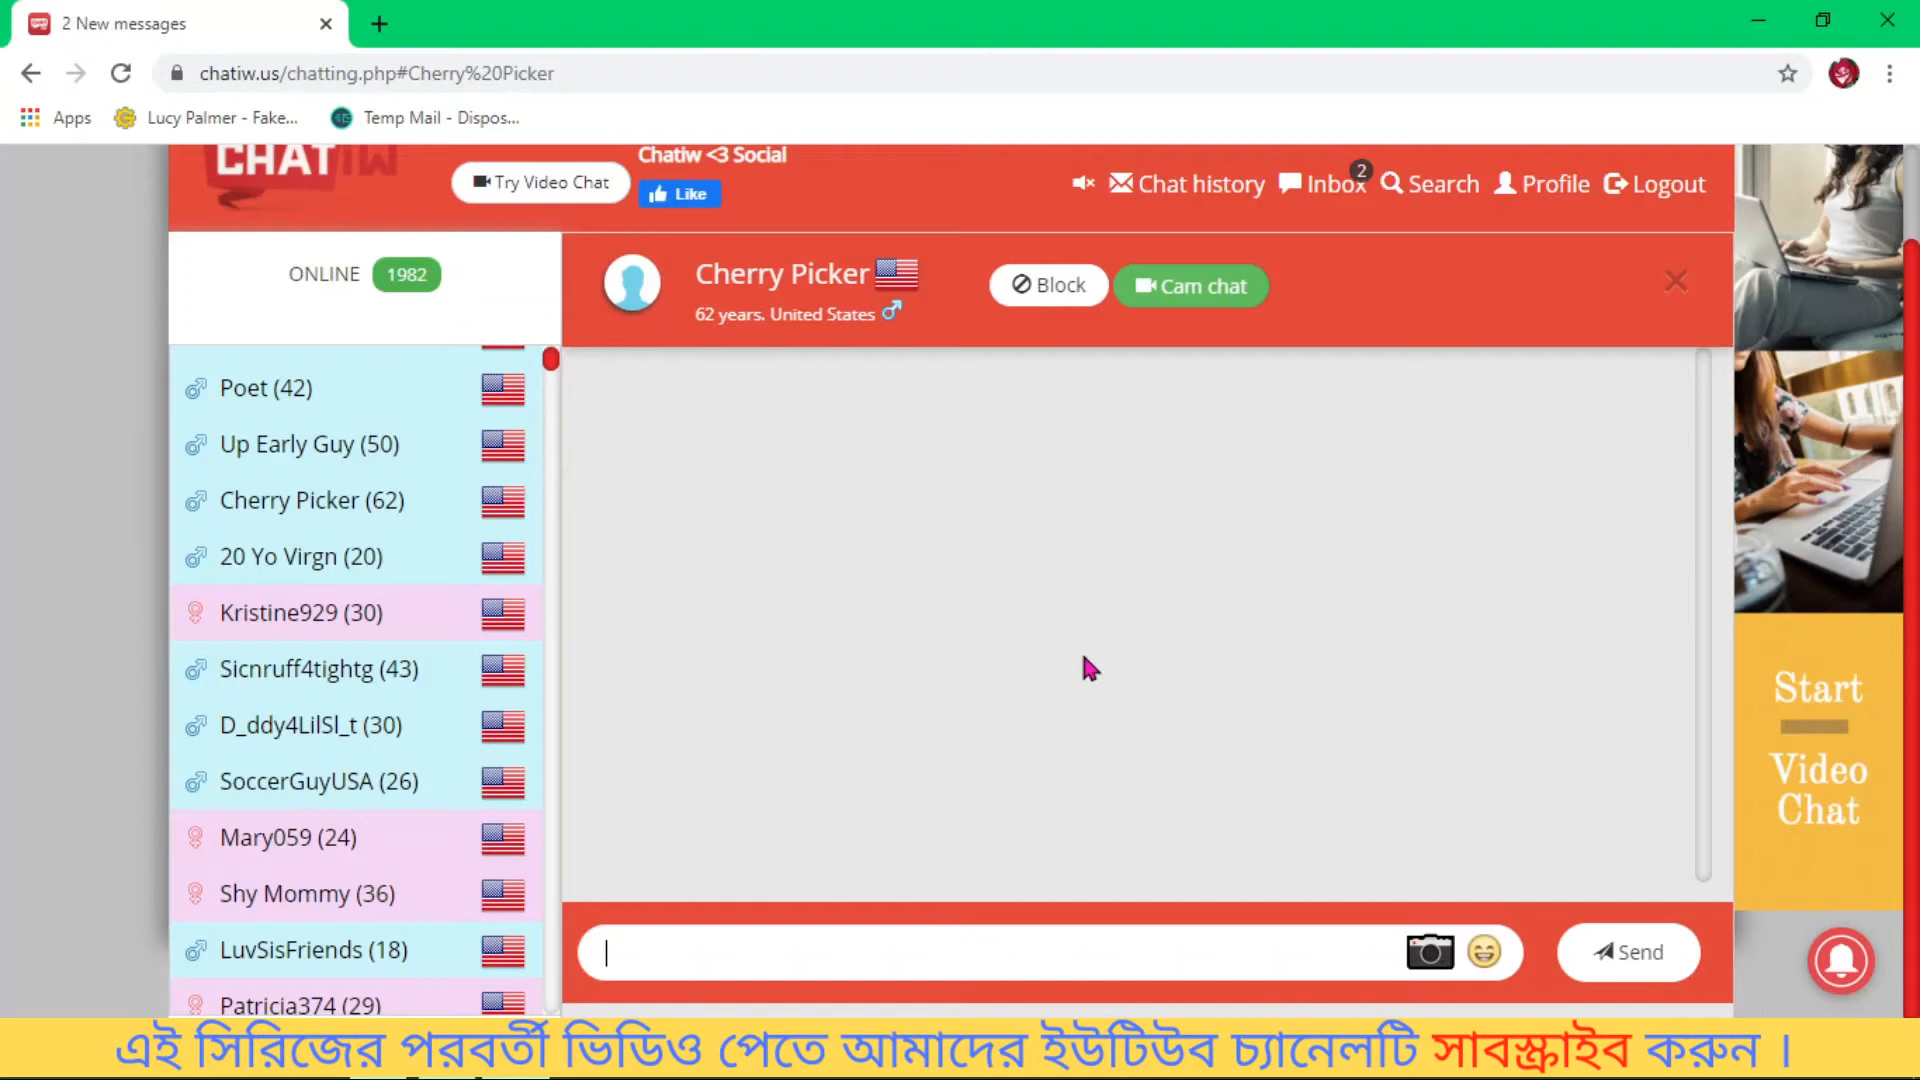 2 New messages
chatiw.us/chatting.php#Cherry%20Picker
Apps
Lucy Palmer - Fake...
Temp Mail - Dispos...
CHATIW
Try Video Chat
Chatiw <3 Social
Like
Chat history
Inbox
2
Search
Profile
Logout
ONLINE 1982
Cherry Picker
62 years. United States
Block
Cam chat
Poet (42)
Up Early Guy (50)
Cherry Picker (62)
20 Yo Virgn (20)
Kristine929 (30)
Sicnruff4tightg (43)
D_ddy4LilSl_t (30)
SoccerGuyUSA (26)
Mary059 (24)
Shy Mommy (36)
LuvSisFriends (18)
Patricia374 (29)
Start
Video
Chat
Send
এই সিরিজের পরবর্তী ভিডিও পেতে আমাদের ইউটিউব চ্যানেলটি সাবস্ক্রাইব করুন ।